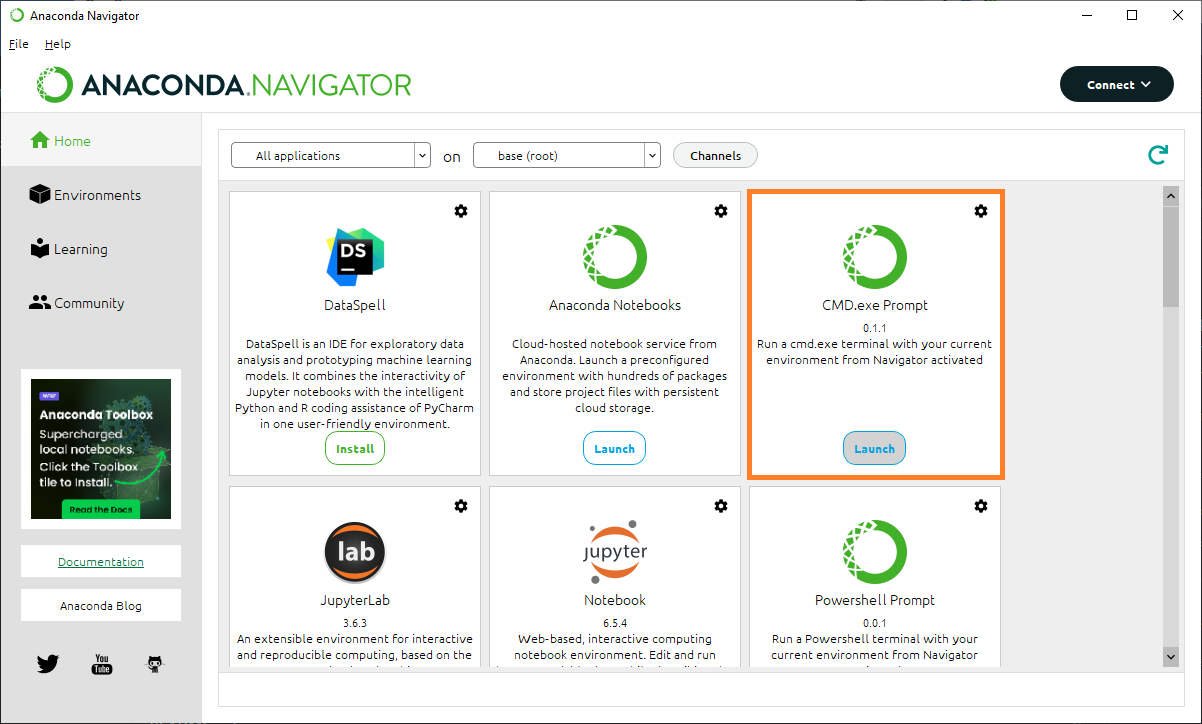 Anaconda Navigator
File Help
ANACONDA.NAVIGATOR
Connect
Home
Environments
Learning
Community
NEW!
Anaconda Toolbox
Supercharged
local notebooks.
Click the Toolbox
tile to Install.
Read the Docs
Documentation
Anaconda Blog
You
Tube
All applications on base (root) Channels
DS
DataSpell
DataSpell is an IDE for exploratory data
analysis and prototyping machine learning
models. It combines the interactivity of
Jupyter notebooks with the intelligent
Python and R coding assistance of PyCharm
in one user-friendly environment.
Install
Anaconda Notebooks
Cloud-hosted notebook service from
Anaconda. Launch a preconfigured
environment with hundreds of packages
and store project files with persistent
cloud storage.
Launch
CMD.exe Prompt
0.1.1
Run a cmd.exe terminal with your current
environment from Navigator activated
Launch
lab
JupyterLab
3.6.3
An extensible environment for interactive
and reproducible computing, based on the
jupyter
Notebook
6.5.4
Web-based, interactive computing
notebook environment. Edit and run
Powershell Prompt
0.0.1
Run a Powershell terminal with your
current environment from Navigator